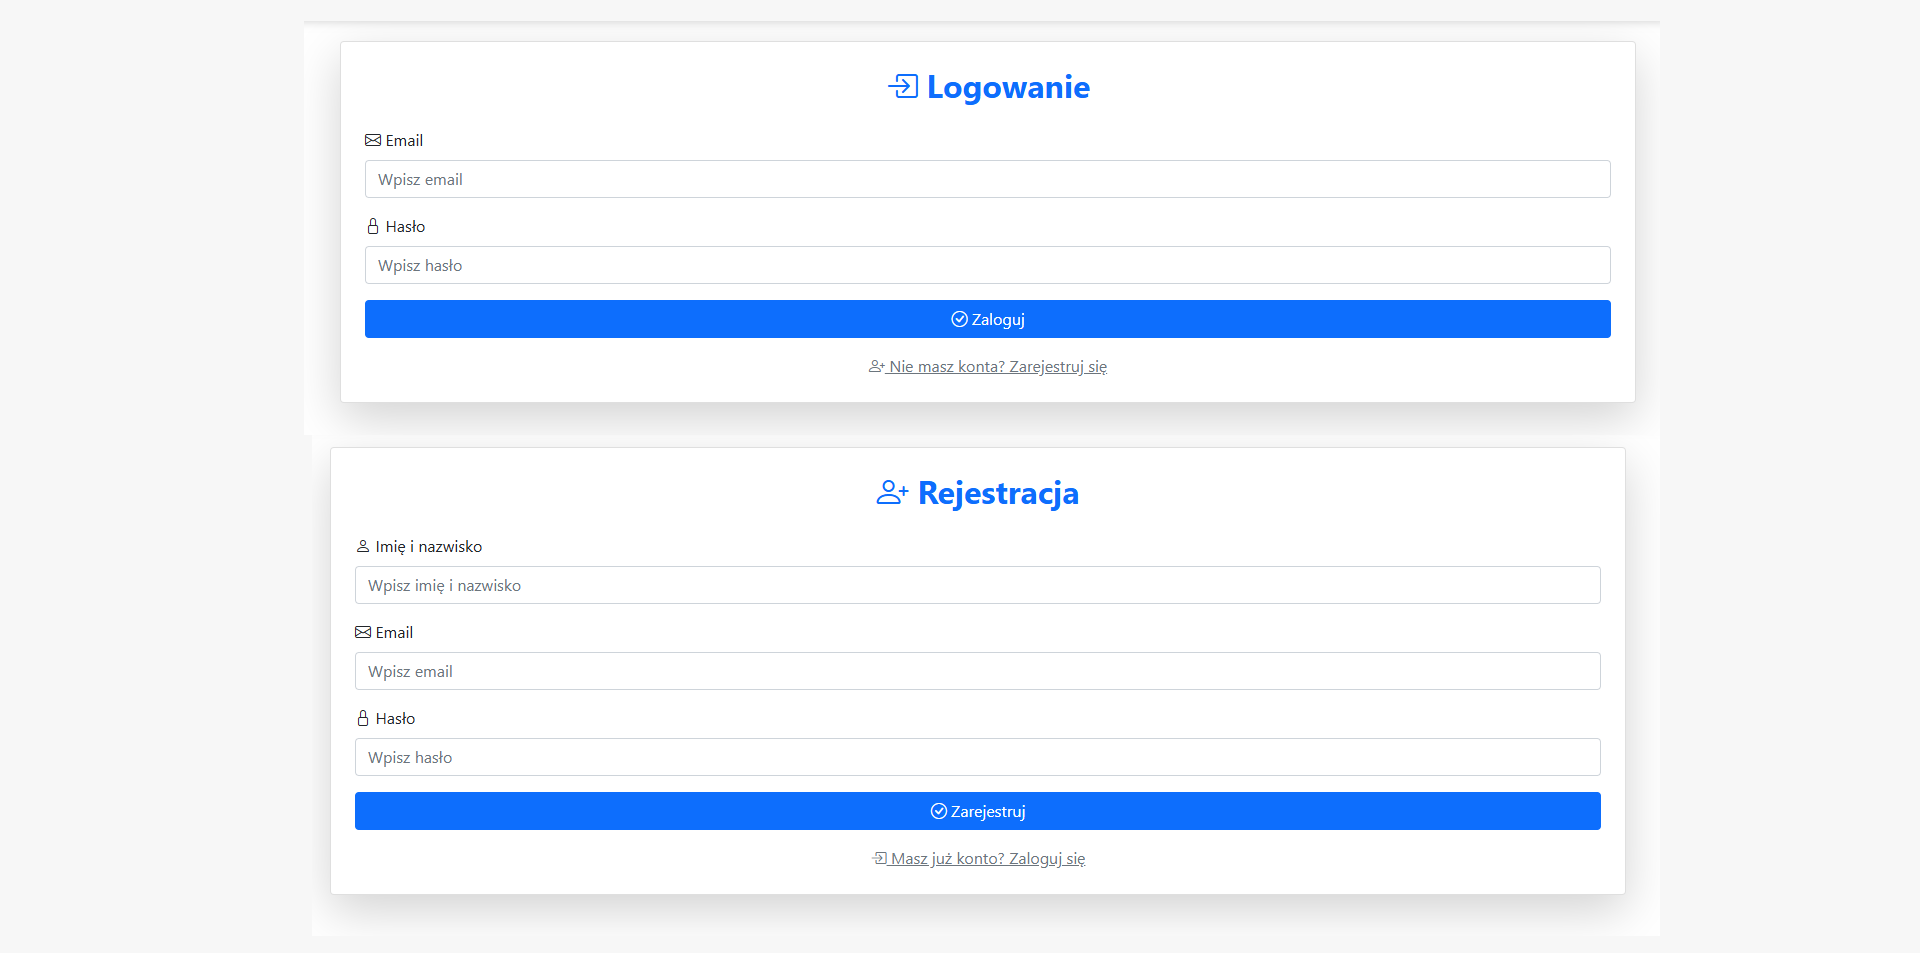 Logowanie
Email
Wpisz email
Hasło
Wpisz hasło
Zaloguj
Nie masz konta? Zarejestruj się
Rejestracja
Imię i nazwisko
Wpisz imię i nazwisko
Email
Wpisz email
Hasło
Wpisz hasło
Zarejestruj
Masz już konto? Zaloguj się